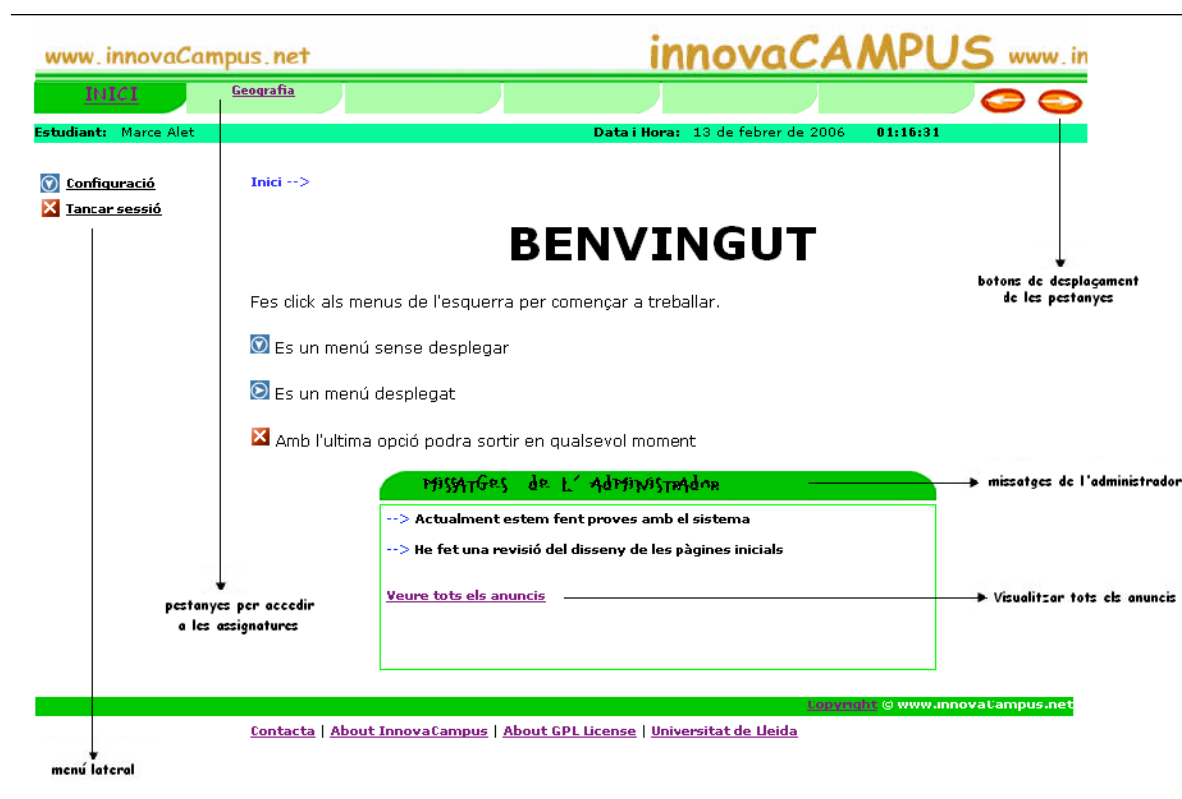 www.innovaCampus.net innovaCAMPUS www.in
INICI Geografia
Estudiant: Marce Alet Data i Hora: 13 de febrer de 2006 01:16:31
Configuració Inici -->
Tancar sessió
BENVINGUT
botons de desplaçament
de les pestanyes
Fes click als menus de l'esquerra per començar a treballar.
Es un menú sense desplegar
Es un menú desplegat
Amb l'ultima opció podra sortir en qualsevol moment
Missatges de l'Administrador missatges de l'administrador
--> Actualment estem fent proves amb el sistema
--> He fet una revisió del disseny de les pàgines inicials
Veure tots els anuncis Visualitzar tots els anuncis
pestanyes per accedir
a les assignatures
Copyright © www.innovaCampus.net
Contacta | About InnovaCampus | About GPL License | Universitat de Lleida
menú lateral